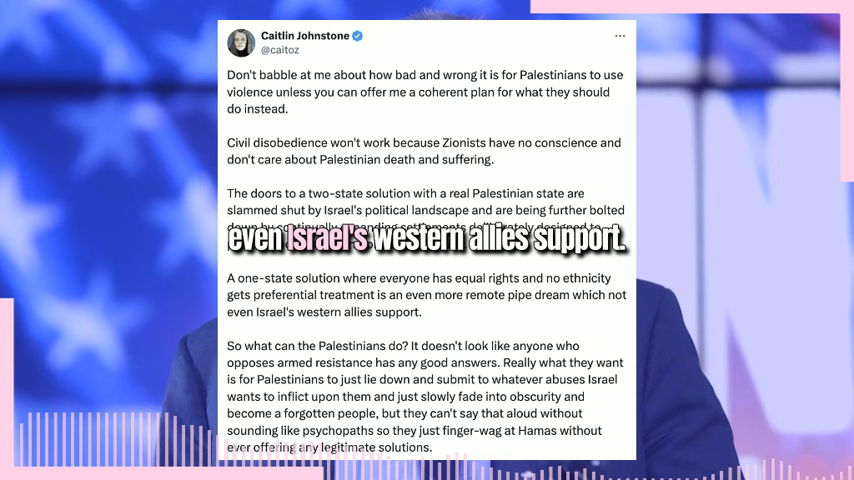 Caitlin Johnstone
@caitoz
Don't babble at me about how bad and wrong it is for Palestinians to use
violence unless you can offer me a coherent plan for what they should
do instead.
Civil disobedience won't work because Zionists have no conscience and
don't care about Palestinian death and suffering.
The doors to a two-state solution with a real Palestinian state are
slammed shut by Israel's political landscape and are being further bolted
even Israel's western allies support.
A one-state solution where everyone has equal rights and no ethnicity
gets preferential treatment is an even more remote pipe dream which not
even Israel's western allies support.
So what can the Palestinians do? It doesn't look like anyone who
opposes armed resistance has any good answers. Really what they want
is for Palestinians to just lie down and submit to whatever abuses Israel
wants to inflict upon them and just slowly fade into obscurity and
become a forgotten people, but they can't say that aloud without
sounding like psychopaths so they just finger-wag at Hamas without
ever offering any legitimate solutions.